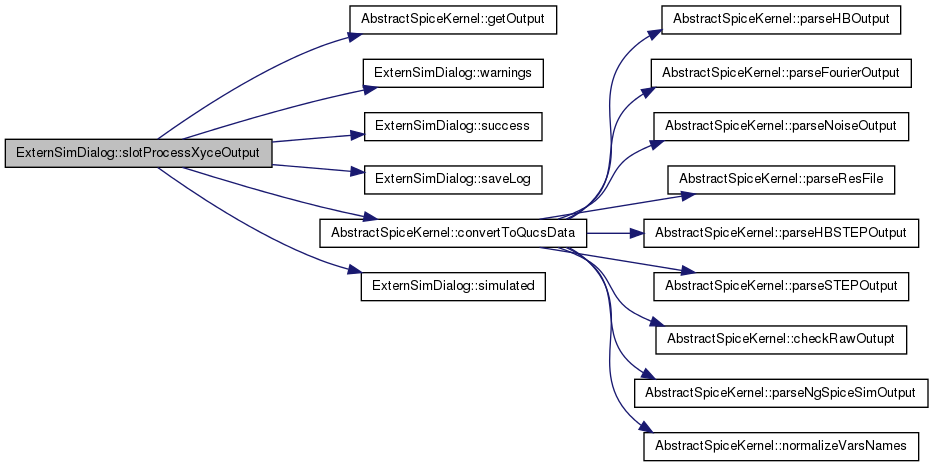 ExternSimDialog::slotProcessXyceOutput
AbstractSpiceKernel::getOutput
ExternSimDialog::warnings
ExternSimDialog::success
ExternSimDialog::saveLog
AbstractSpiceKernel::convertToQucsData
ExternSimDialog::simulated
AbstractSpiceKernel::parseHBOutput
AbstractSpiceKernel::parseFourierOutput
AbstractSpiceKernel::parseNoiseOutput
AbstractSpiceKernel::parseResFile
AbstractSpiceKernel::parseHBSTEPOutput
AbstractSpiceKernel::parseSTEPOutput
AbstractSpiceKernel::checkRawOutupt
AbstractSpiceKernel::parseNgSpiceSimOutput
AbstractSpiceKernel::normalizeVarsNames